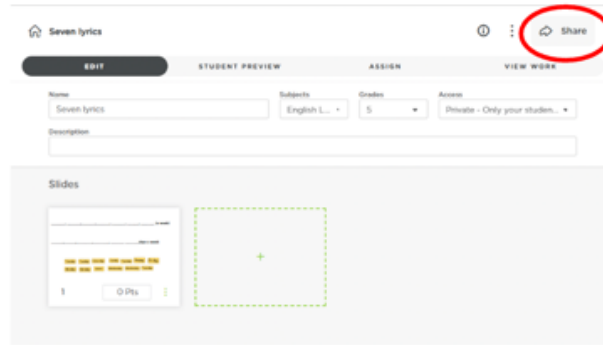 Seven lyrics
Share
EDIT STUDENT PREVIEW ASSIGN VIEW WORK
Name Subjects Grades Access
Seven lyrics English L... 5 Private - Only your studen...
Description
Slides
+
1 0 Pts